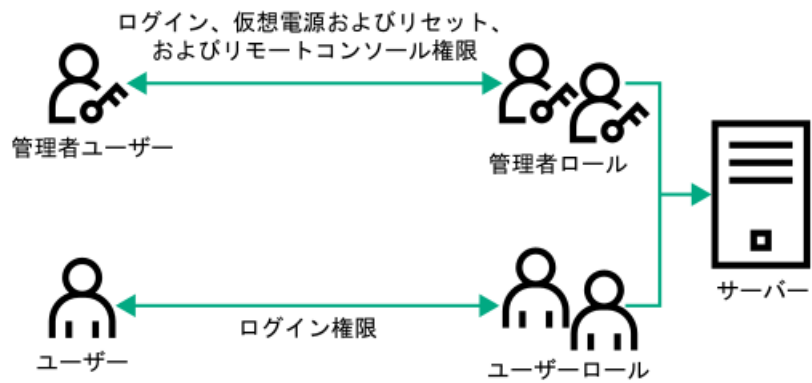 ログイン、仮想電源およびリセット、
およびリモートコンソール権限
管理者ユーザー
管理者ロール
サーバー
ログイン権限
ユーザー
ユーザーロール